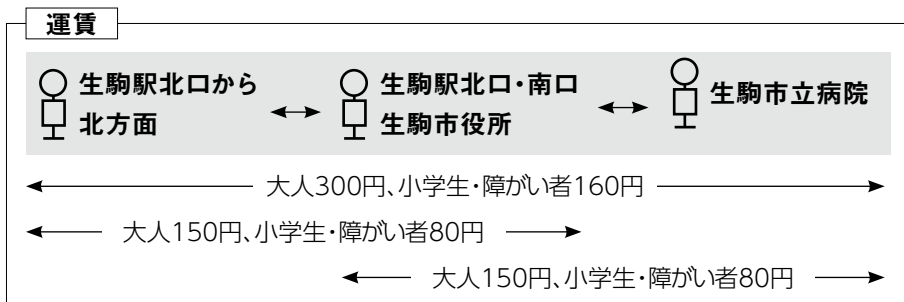 運賃
生駒駅北口から
北方面
生駒駅北口・南口
生駒市役所
生駒市立病院
大人300円、小学生・障がい者160円
大人150円、小学生・障がい者80円
大人150円、小学生・障がい者80円